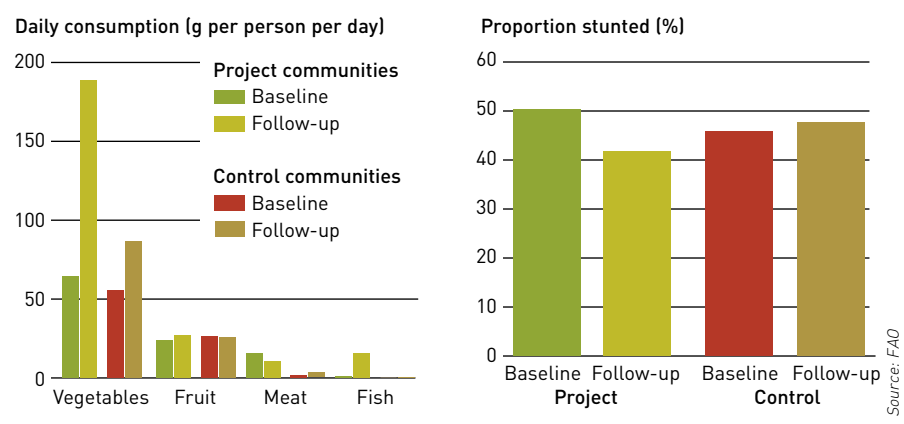 Daily consumption (g per person per day)
200
150
100
50
0
Project communities
Baseline
Follow-up
Control communities
Baseline
Follow-up
Vegetables Fruit Meat Fish
Proportion stunted (%)
60
50
40
30
20
10
0
Baseline Follow-up Baseline Follow-up
Project Control
Source: FAO